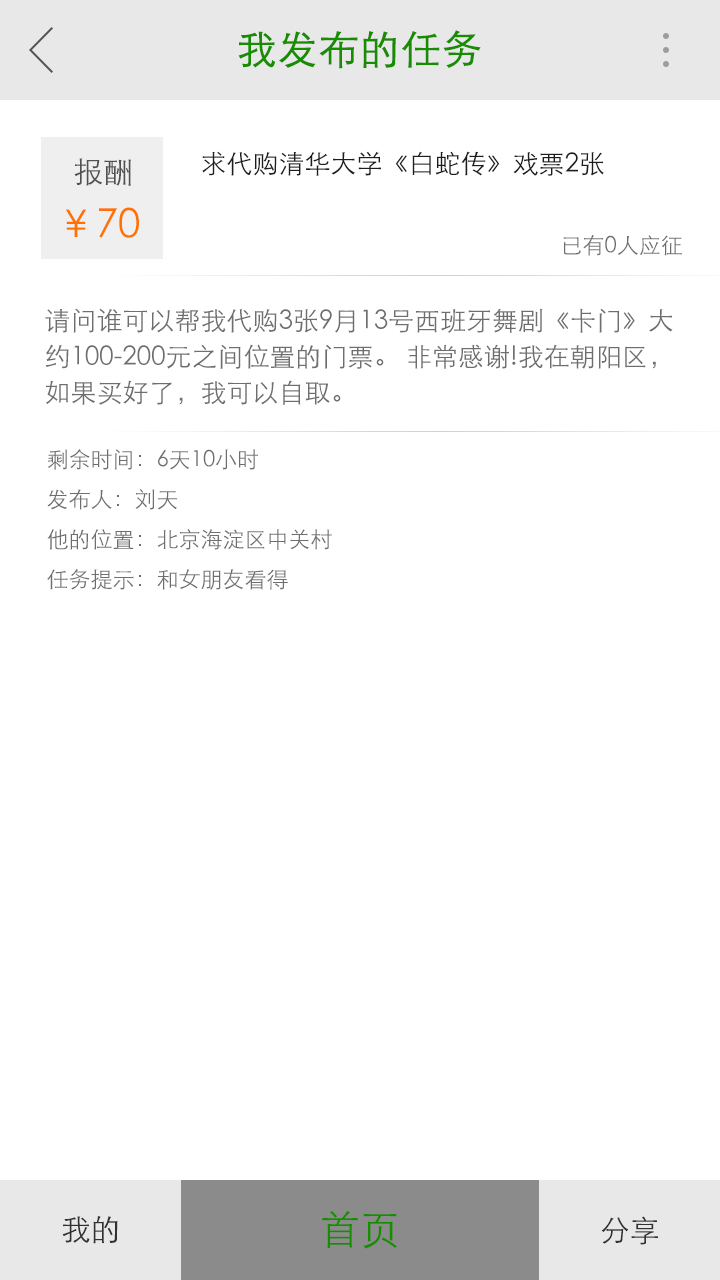 我发布的任务
报酬
¥70
求代购清华大学《白蛇传》戏票2张
已有0人应征
请问谁可以帮我代购3张9月13号西班牙舞剧《卡门》大
约100-200元之间位置的门票。 非常感谢!我在朝阳区，
如果买好了，我可以自取。
剩余时间：6天10小时
发布人：刘天
他的位置：北京海淀区中关村
任务提示：和女朋友看得
我的
首页
分享